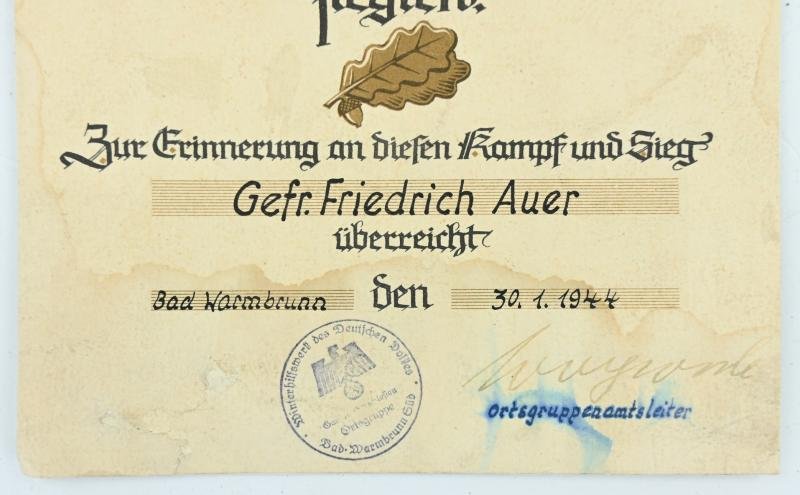 siegten.
Zur Erinnerung an diesen Kampf und Sieg
Gefr. Friedrich Auer
überreicht
Bad Warmbrunn den 30. 1. 1944
Winterhilfswerk des Deutschen Volkes
Ortsgruppe
Bad-Warmbrunn Süd
Ortsgruppenamtsleiter